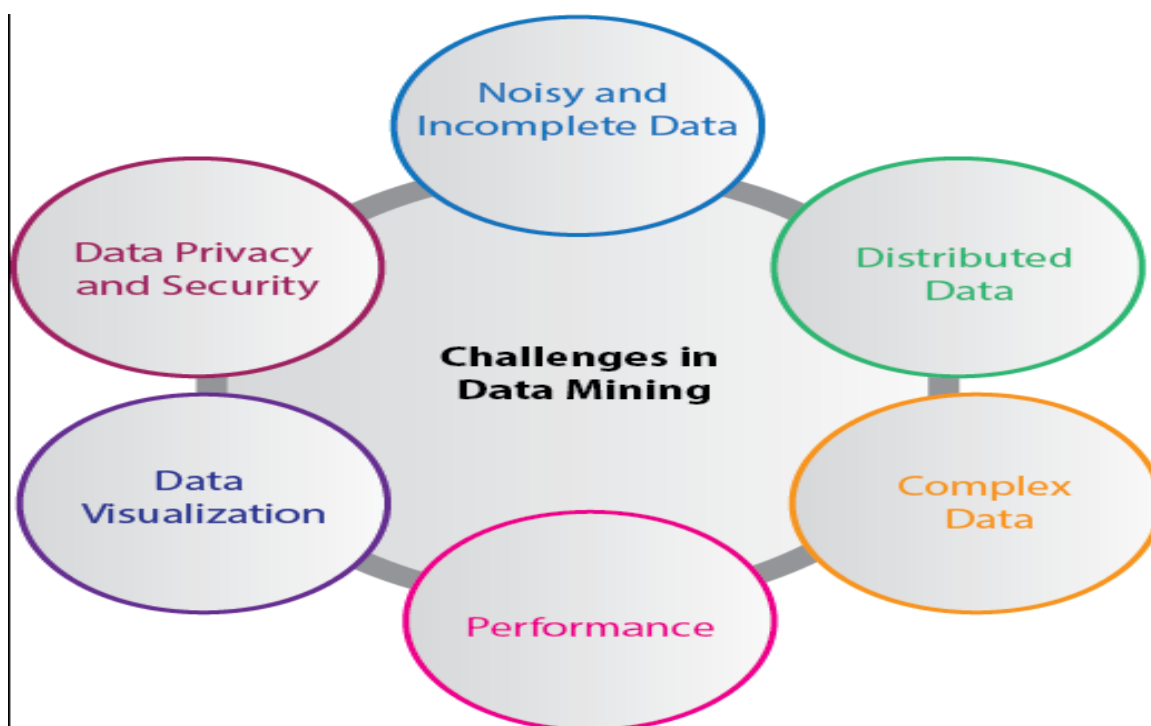 Noisy and
Incomplete Data
Data Privacy
and Security
Distributed
Data
Challenges in
Data Mining
Data
Visualization
Complex
Data
Performance